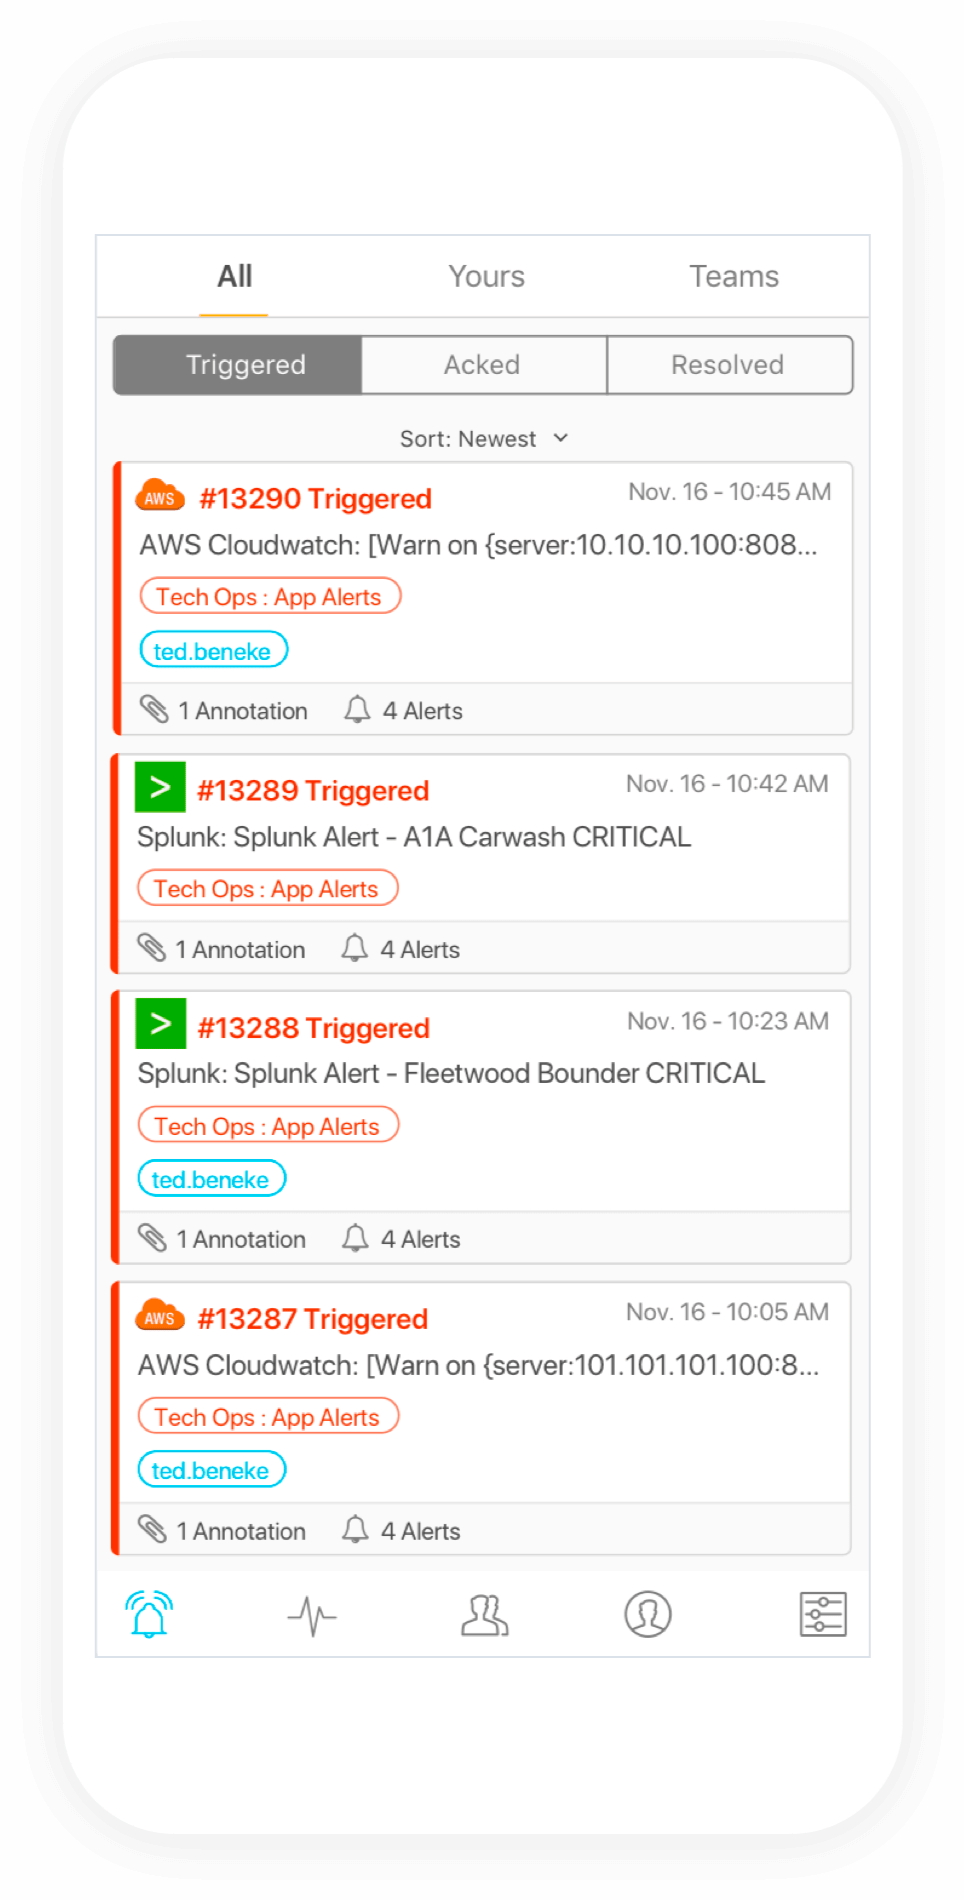 All Yours Teams
Triggered Acked Resolved
Sort: Newest
AWS #13290 Triggered Nov. 16 - 10:45 AM
AWS Cloudwatch: [Warn on {server:10.10.10.100:808...
Tech Ops : App Alerts
ted.beneke
1 Annotation 4 Alerts
> #13289 Triggered Nov. 16 - 10:42 AM
Splunk: Splunk Alert - A1A Carwash CRITICAL
Tech Ops : App Alerts
1 Annotation 4 Alerts
> #13288 Triggered Nov. 16 - 10:23 AM
Splunk: Splunk Alert - Fleetwood Bounder CRITICAL
Tech Ops : App Alerts
ted.beneke
1 Annotation 4 Alerts
AWS #13287 Triggered Nov. 16 - 10:05 AM
AWS Cloudwatch: [Warn on {server:101.101.101.100:8...
Tech Ops : App Alerts
ted.beneke
1 Annotation 4 Alerts